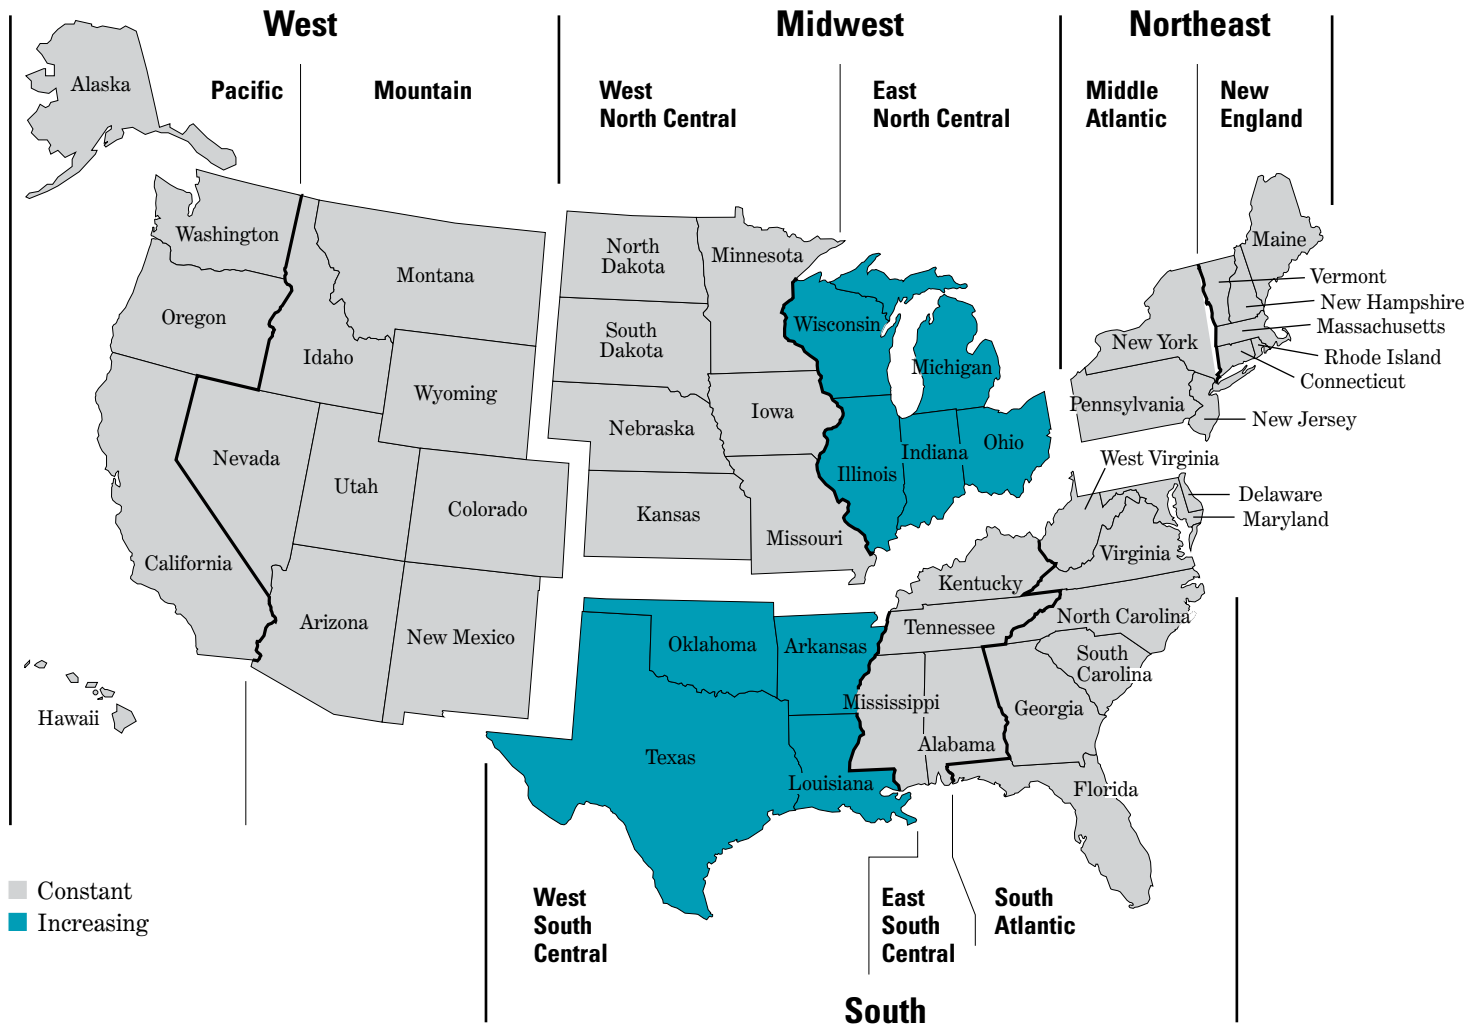 West
Midwest
Northeast
Pacific
Mountain
West
North Central
East
North Central
Middle
Atlantic
New
England
Alaska
Washington
Oregon
California
Nevada
Idaho
Montana
Wyoming
Utah
Colorado
Arizona
New Mexico
Hawaii
North
Dakota
South
Dakota
Nebraska
Kansas
Minnesota
Iowa
Missouri
Wisconsin
Michigan
Illinois
Indiana
Ohio
New York
Pennsylvania
Maine
Vermont
New Hampshire
Massachusetts
Rhode Island
Connecticut
New Jersey
West Virginia
Delaware
Maryland
Virginia
Kentucky
North Carolina
Tennessee
South
Carolina
Georgia
Mississippi
Alabama
Florida
Oklahoma
Arkansas
Texas
Louisiana
Constant
Increasing
West
South
Central
East
South
Central
South
Atlantic
South